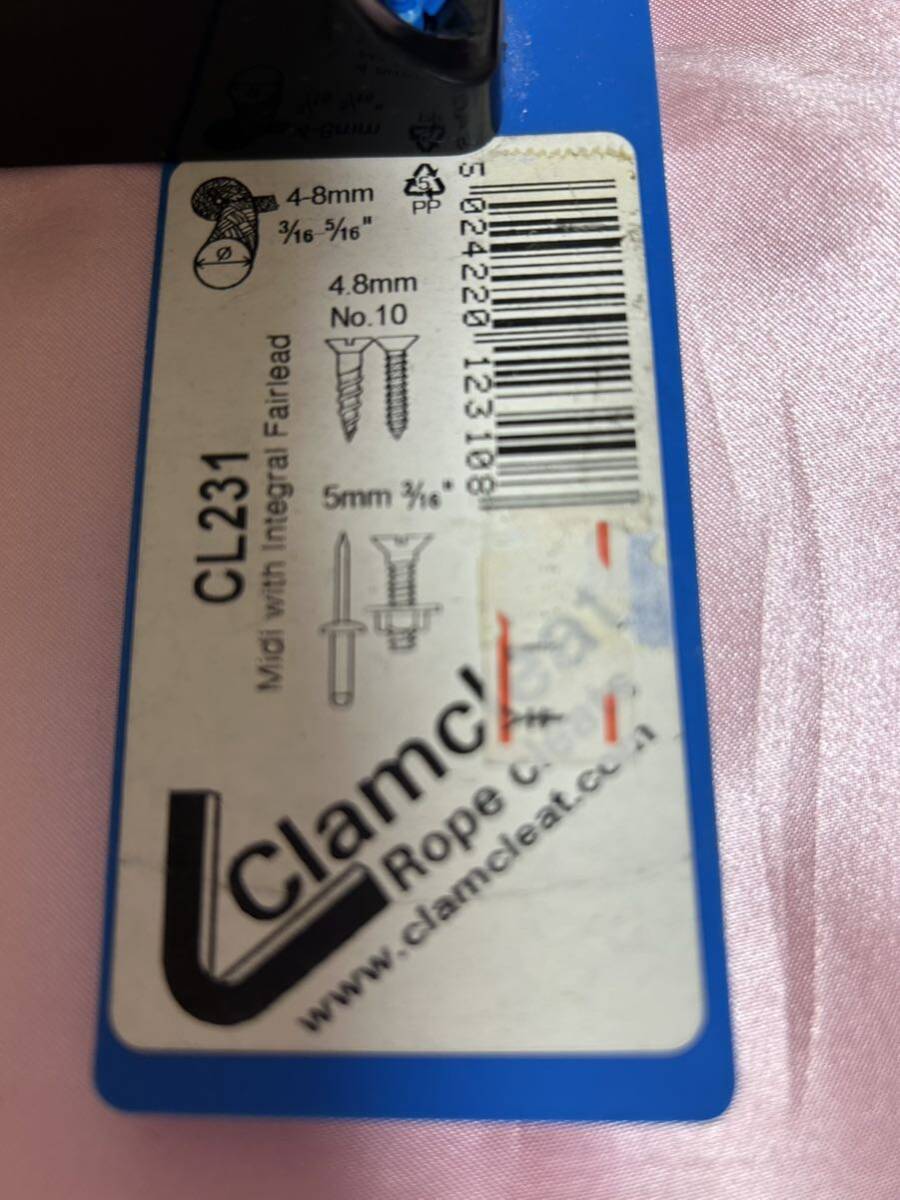 4-8mm
3/16-5/16"
Ø
5
PP
4.8mm
No.10
5mm 3/16"
CL231
Midi with Integral Fairlead
5 024220 123108
Clamcleat
Rope
www.clamcleat.com